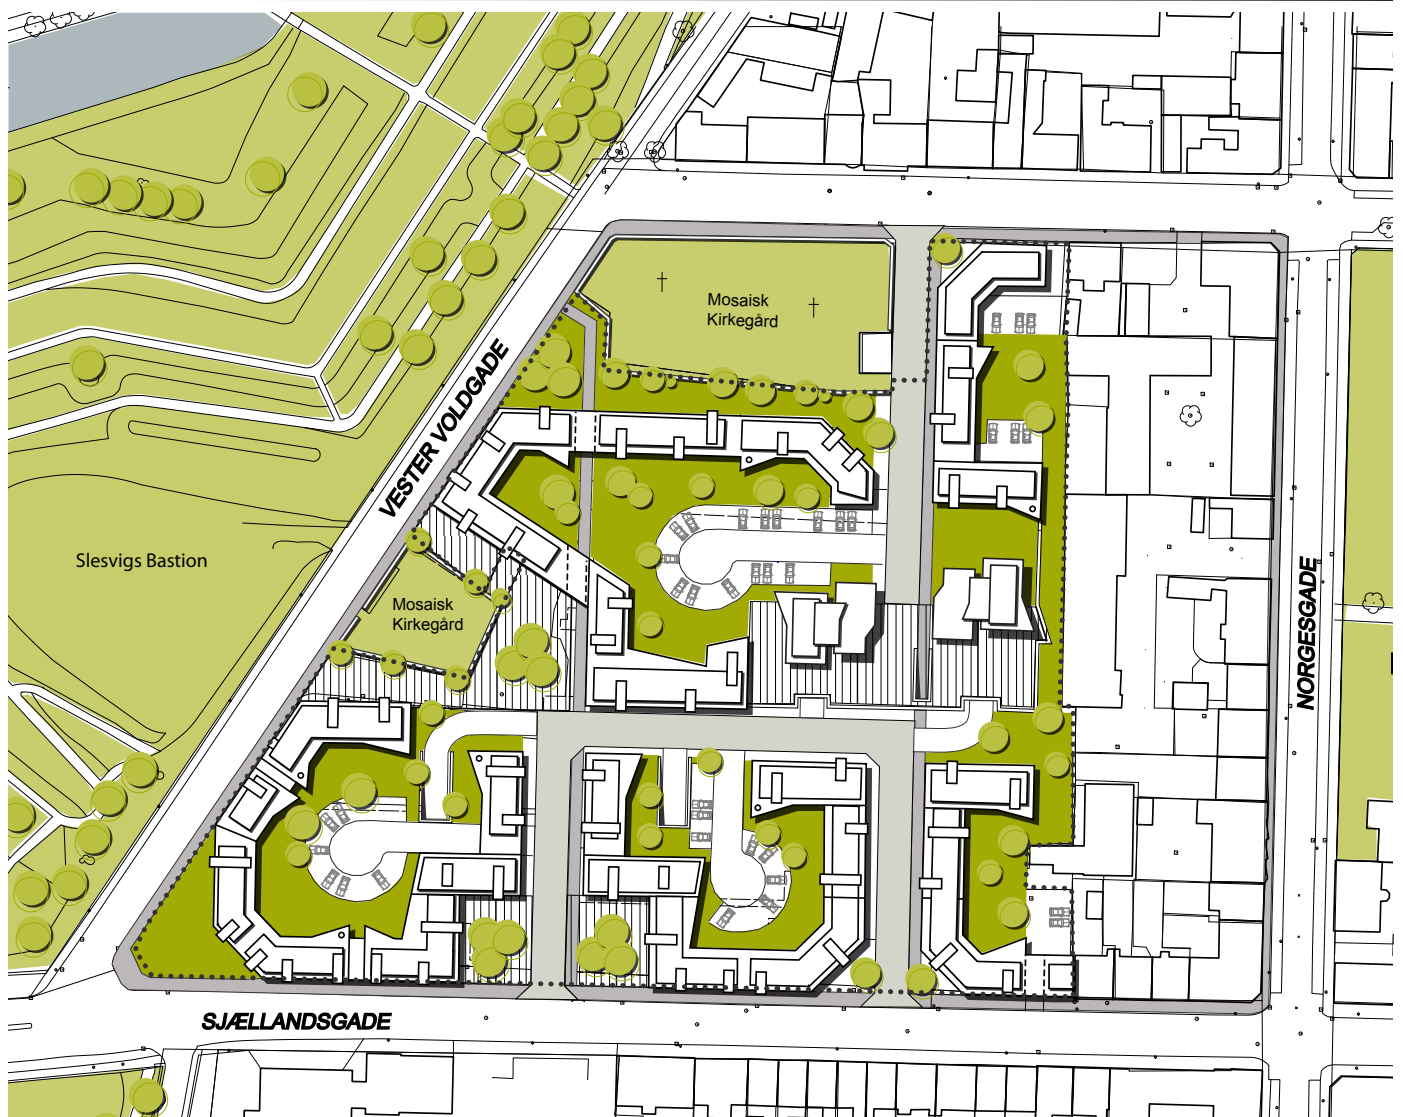 Mosaisk
Kirkegård
VESTER VOLDGADE
Slesvigs Bastion
Mosaisk
Kirkegård
NORGESGADE
SJÆLLANDSGADE